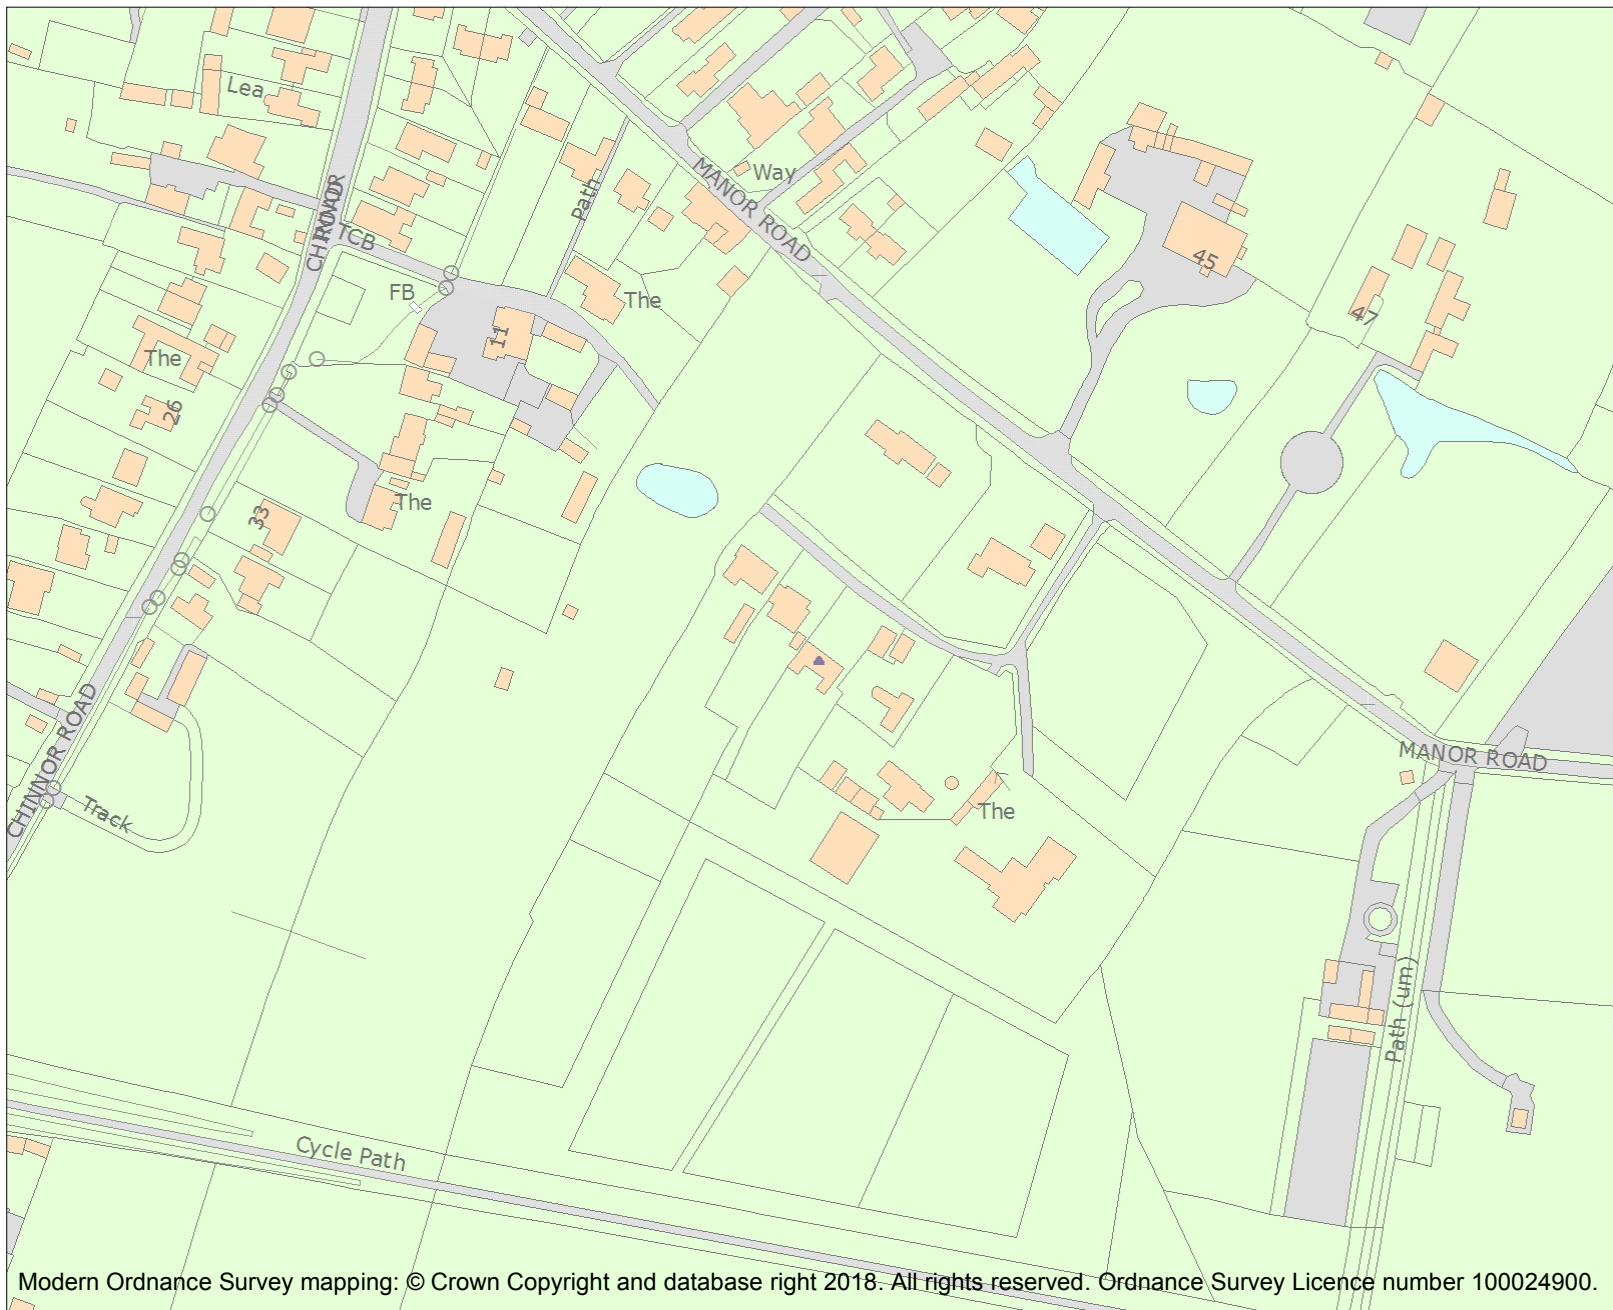 Lea
Way
MANOR ROAD
Path
CHINNOR ROAD
TCB
FB
11
The
45
47
The
26
The
33
CHINNOR ROAD
Track
The
MANOR ROAD
Path (um)
Cycle Path
Modern Ordnance Survey mapping: © Crown Copyright and database right 2018. All rights reserved. Ordnance Survey Licence number 100024900.